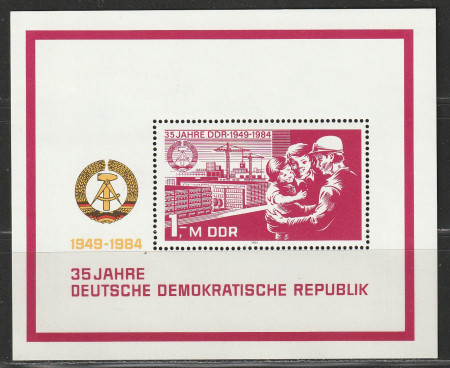 35 JAHRE DDR·1949-1984
1,- M DDR
1949-1984
35 JAHRE
DEUTSCHE DEMOKRATISCHE REPUBLIK